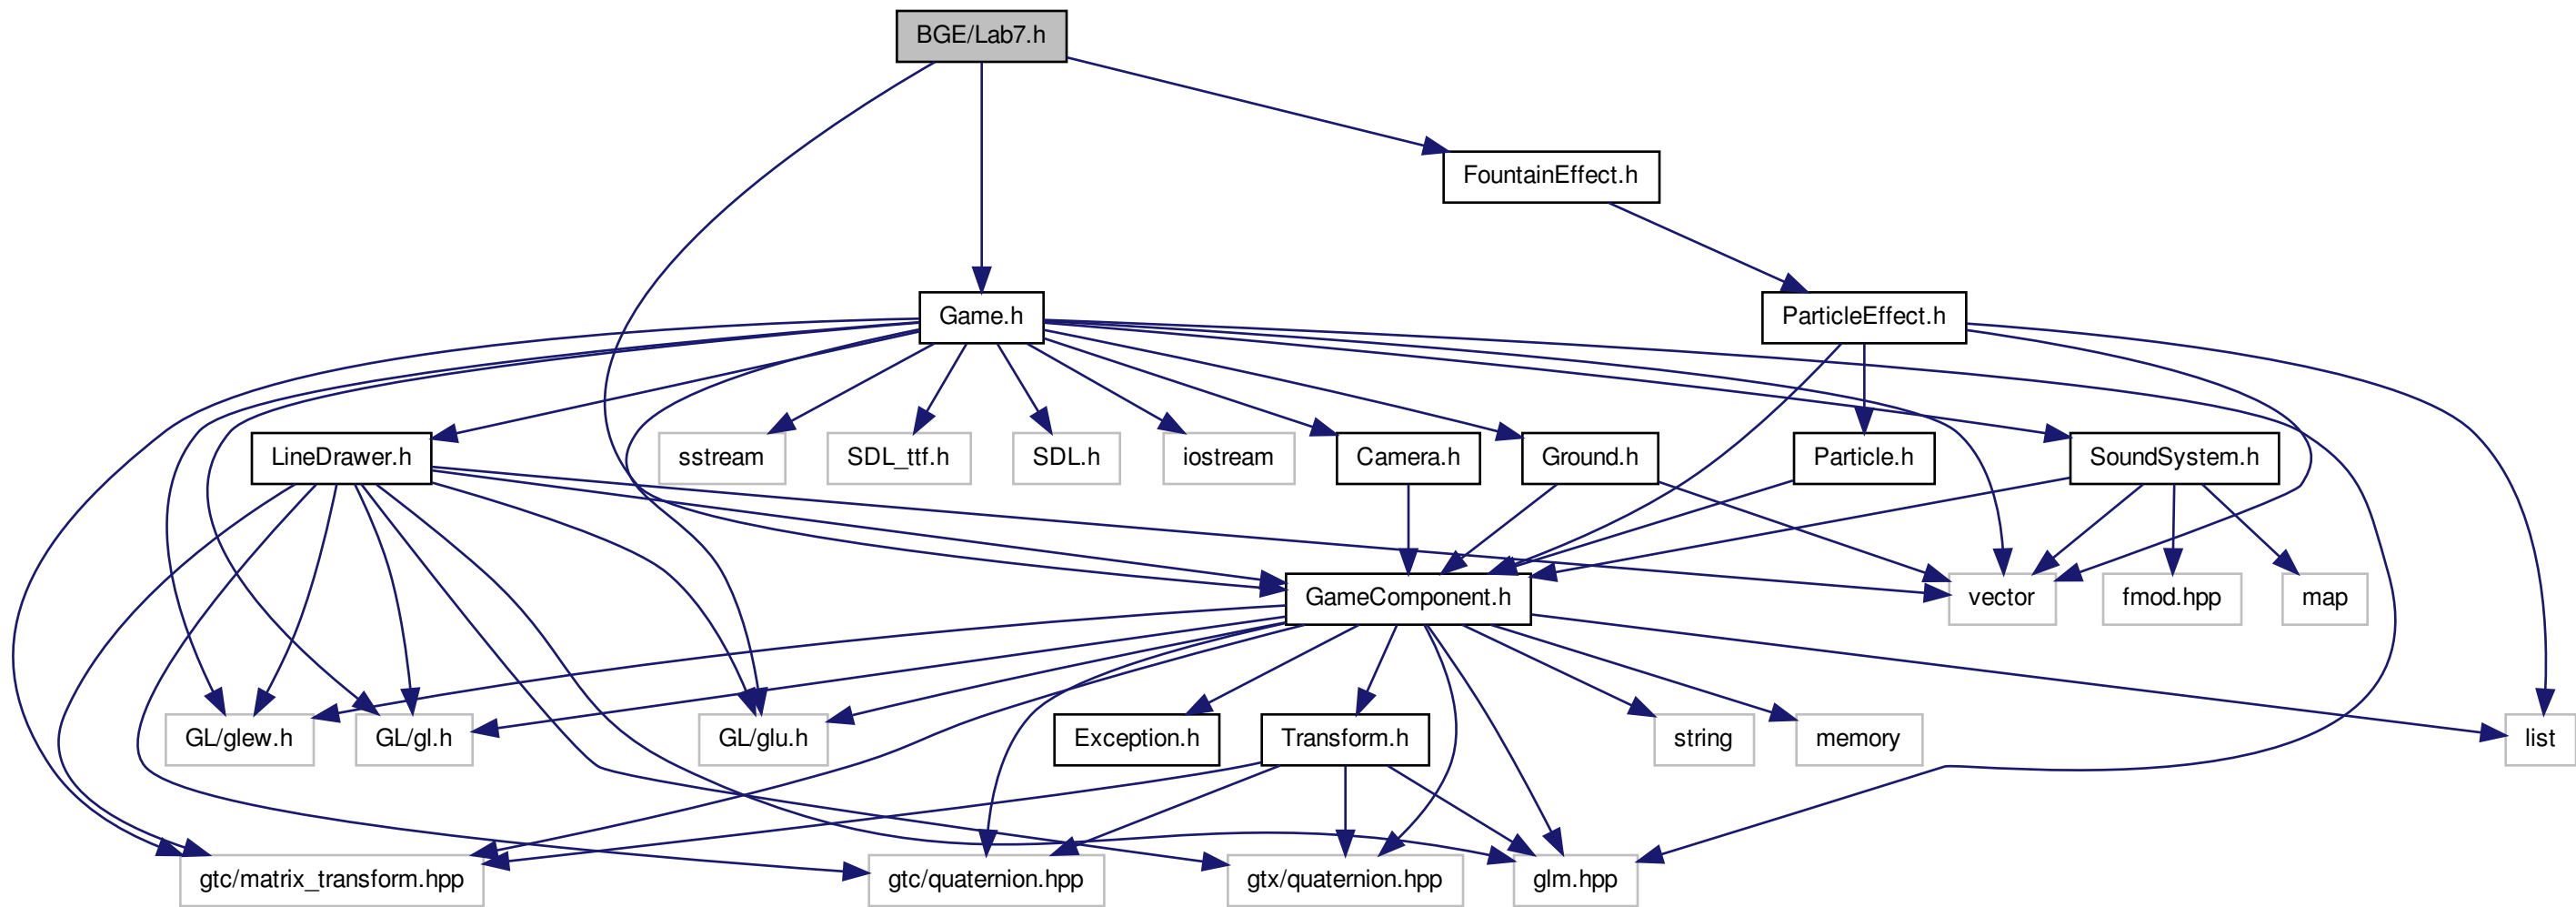 BGE/Lab7.h
FountainEffect.h
Game.h
ParticleEffect.h
LineDrawer.h
sstream
SDL_ttf.h
SDL.h
iostream
Camera.h
Ground.h
Particle.h
SoundSystem.h
GameComponent.h
vector
fmod.hpp
map
GL/glew.h
GL/gl.h
GL/glu.h
Exception.h
Transform.h
string
memory
list
gtc/matrix_transform.hpp
gtc/quaternion.hpp
gtx/quaternion.hpp
glm.hpp